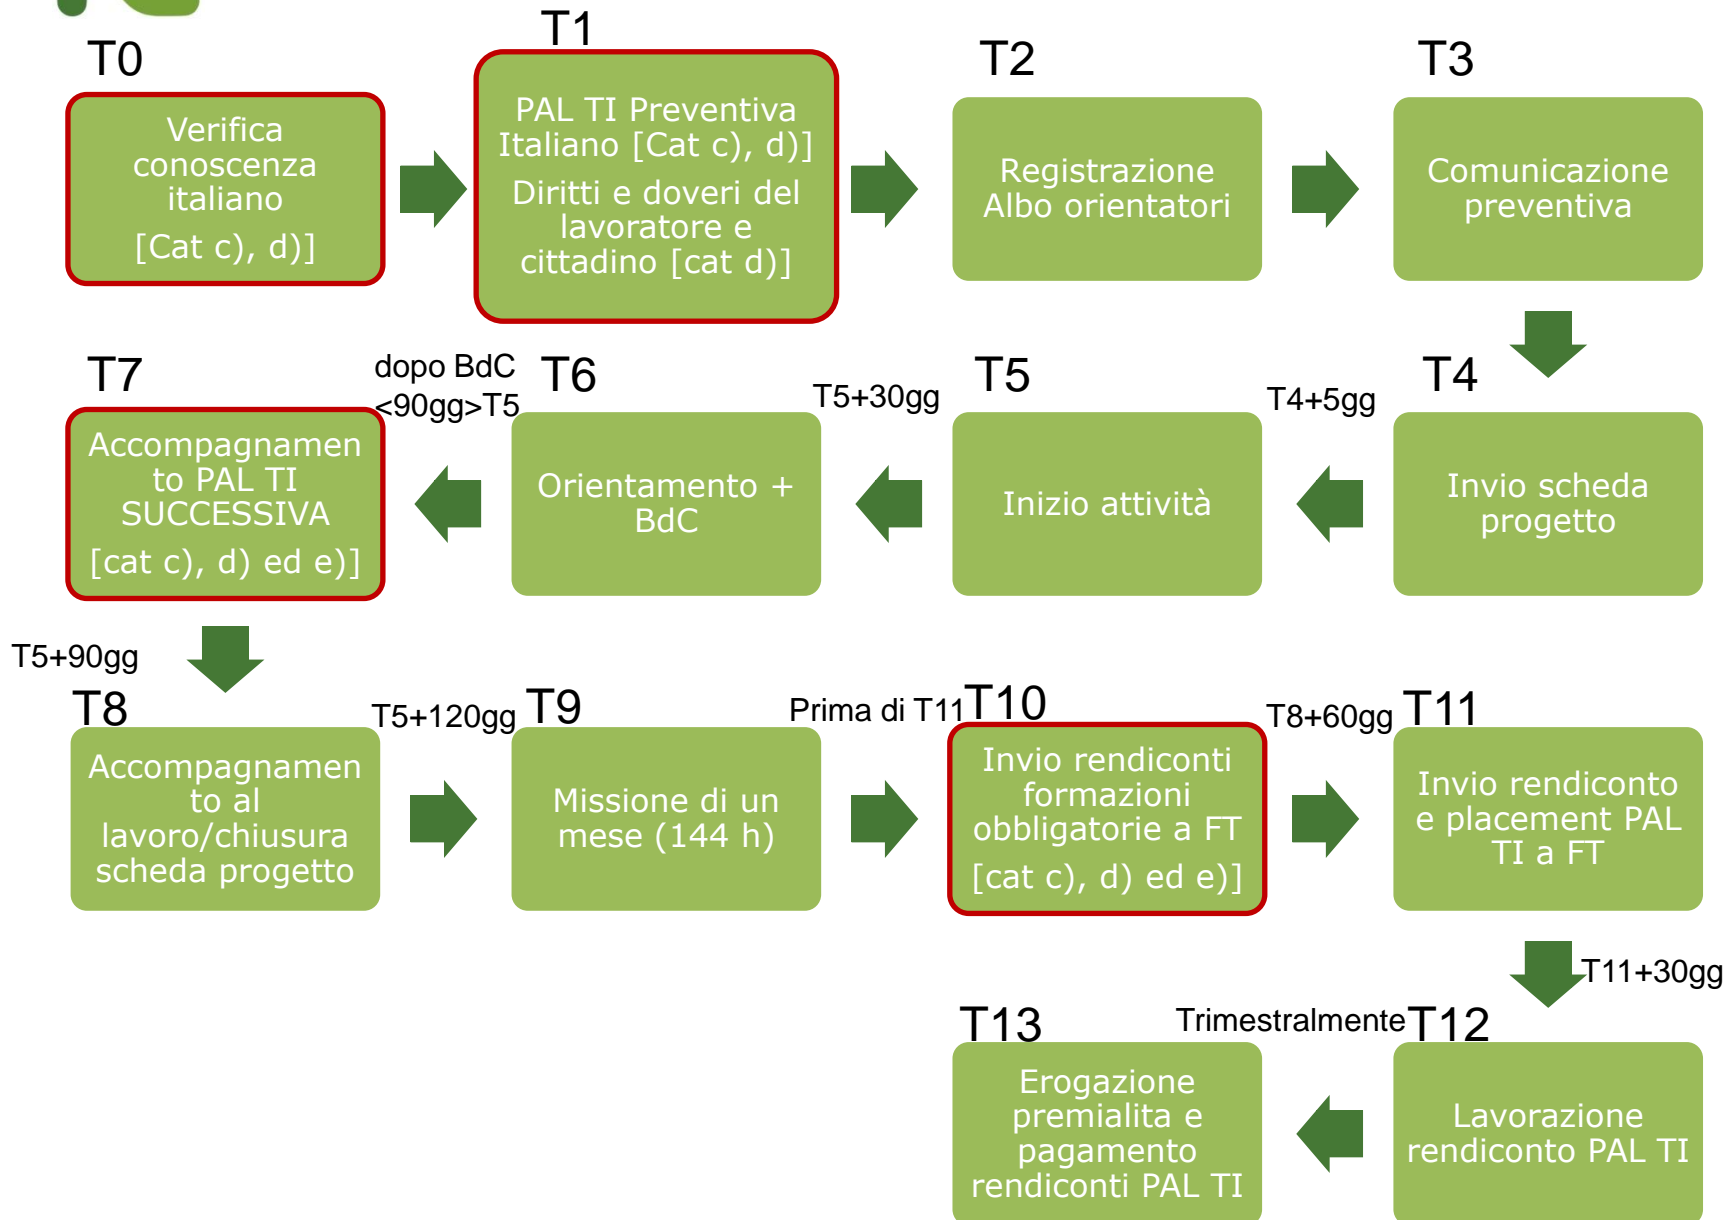 T0
Verifica
conoscenza
italiano
[Cat c), d)]
T1
PAL TI Preventiva
Italiano [Cat c), d)]
Diritti e doveri del
lavoratore e
cittadino [cat d)]
T2
Registrazione
Albo orientatori
T3
Comunicazione
preventiva
T4
Invio scheda
progetto
T4+5gg
T5
Inizio attività
T5+30gg
T6
Orientamento +
BdC
dopo BdC
<90gg>T5
T7
Accompagnamen
to PAL TI
SUCCESSIVA
[cat c), d) ed e)]
T5+90gg
T8
Accompagnamen
to al
lavoro/chiusura
scheda progetto
T5+120gg
T9
Missione di un
mese (144 h)
Prima di T11
T10
Invio rendiconti
formazioni
obbligatorie a FT
[cat c), d) ed e)]
T8+60gg
T11
Invio rendiconto
e placement PAL
TI a FT
T11+30gg
T12
Lavorazione
rendiconto PAL TI
Trimestralmente
T13
Erogazione
premialita e
pagamento
rendiconti PAL TI